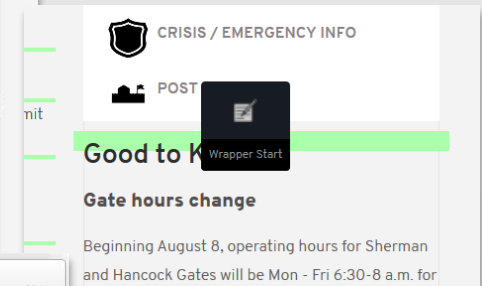 CRISIS / EMERGENCY INFO
POST
mit
Good to
Wrapper Start
Gate hours change
Beginning August 8, operating hours for Sherman
and Hancock Gates will be Mon - Fri 6:30-8 a.m. for